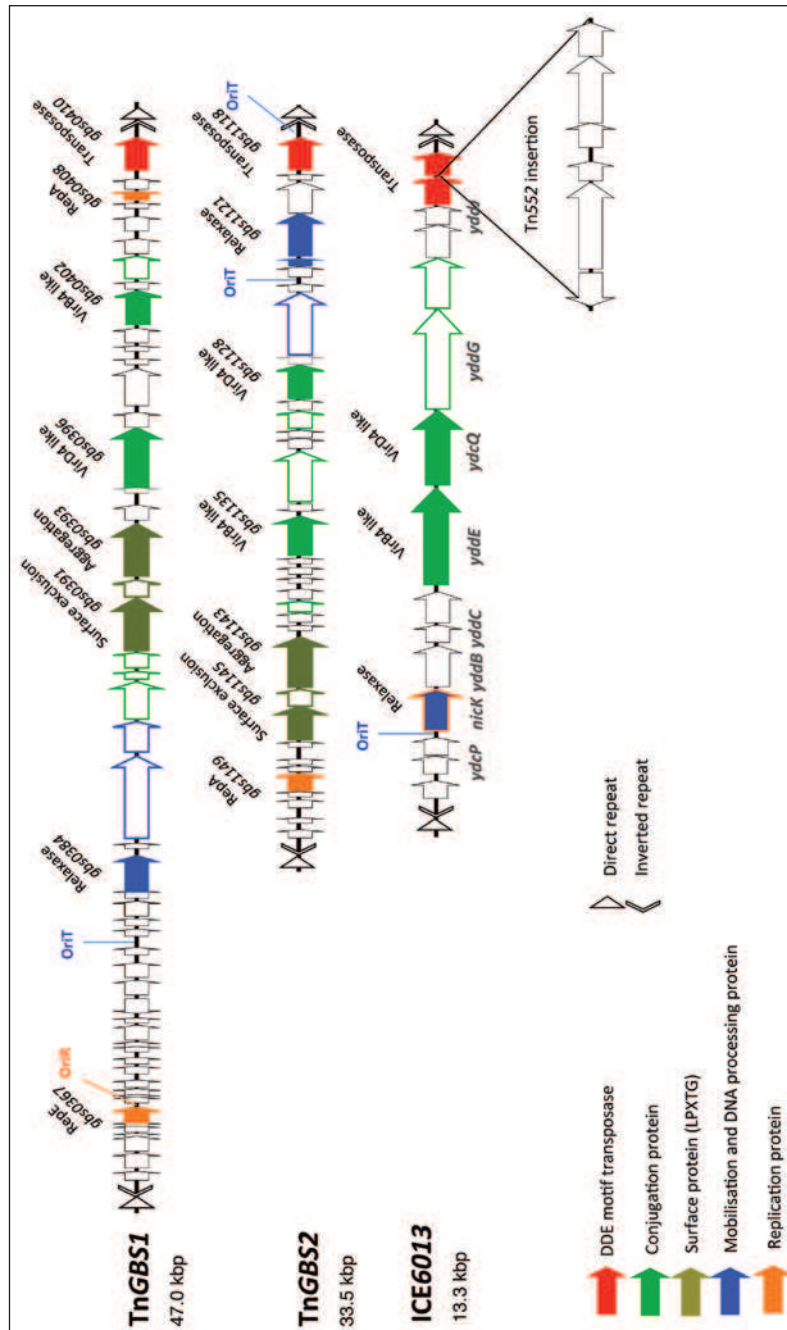 TnGBS1
47.0 kbp
RepE
gbs0367
OriR
OriT
Relaxase
gbs0384
Surface exclusion
gbs0391
Aggregation
gbs0393
VirD4 like
gbs0396
VirB4 like
gbs0402
RepA
gbs0408
Transposase
gbs0410
TnGBS2
33.5 kbp
RepA
gbs1149
Surface exclusion
gbs1145
Aggregation
gbs1143
VirB4 like
gbs1135
VirD4 like
gbs1128
OriT
Relaxase
gbs1121
Transposase
gbs1118
OriT
ICE6013
13.3 kbp
OriT
Relaxase
VirB4 like
VirD4 like
Transposase
ydcP
nicK
yddB
yddC
yddE
ydcQ
yddG
Tn552 insertion
DDE motif transposase
Conjugation protein
Surface protein (LPXTG)
Mobilisation and DNA processing protein
Replication protein
Direct repeat
Inverted repeat